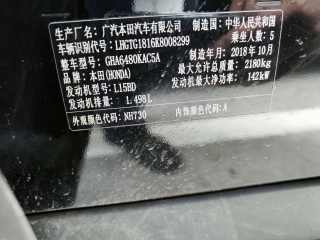 生产厂名：广汽本田汽车有限公司 制造国：中华人民共和国
车辆识别代号：LHGTG1816K8008299 乘坐人数：5
整车型号：GHA6480KAC5A 制造年月：2018年10月
品牌：本田(HONDA) 最大允许总质量：2180kg
发动机型号：L15BD 发动机最大净功率：142kW
发动机排量：1.498L
外观颜色代码：NH730 内饰颜色代码：A